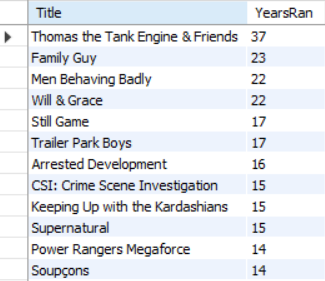 Title YearsRan
Thomas the Tank Engine & Friends 37
Family Guy 23
Men Behaving Badly 22
Will & Grace 22
Still Game 17
Trailer Park Boys 17
Arrested Development 16
CSI: Crime Scene Investigation 15
Keeping Up with the Kardashians 15
Supernatural 15
Power Rangers Megaforce 14
Soupçons 14